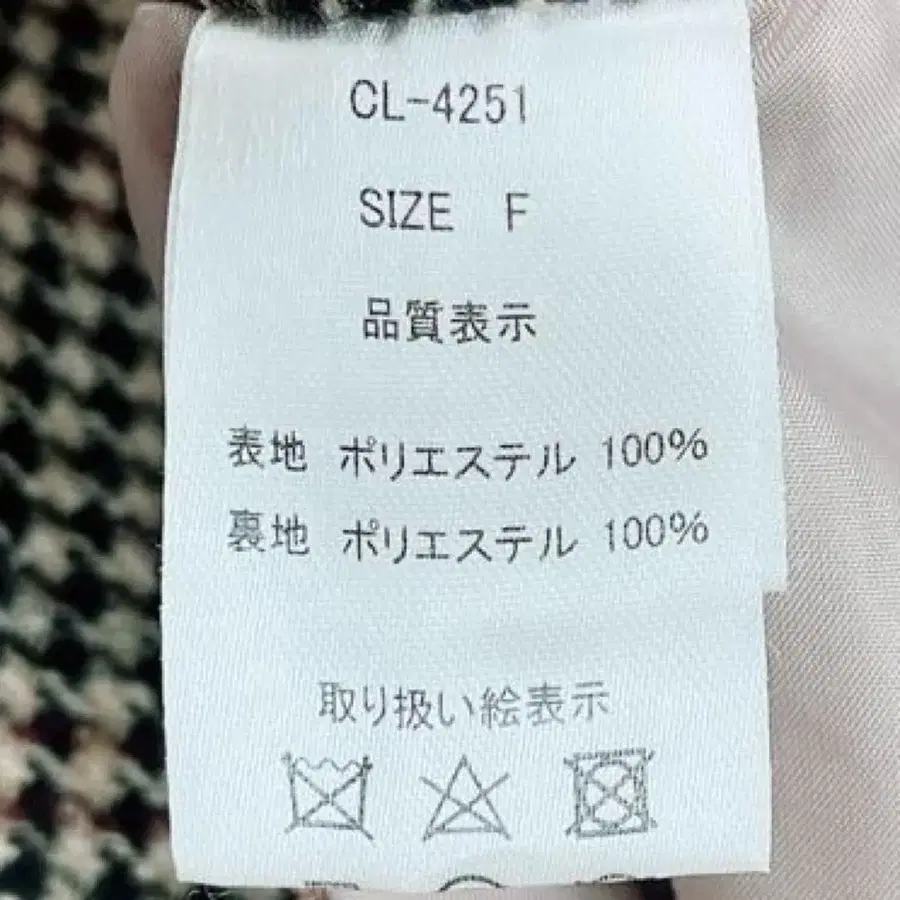 CL-4251
SIZE F
品質表示
表地 ポリエステル 100%
裏地 ポリエステル 100%
取り扱い絵表示